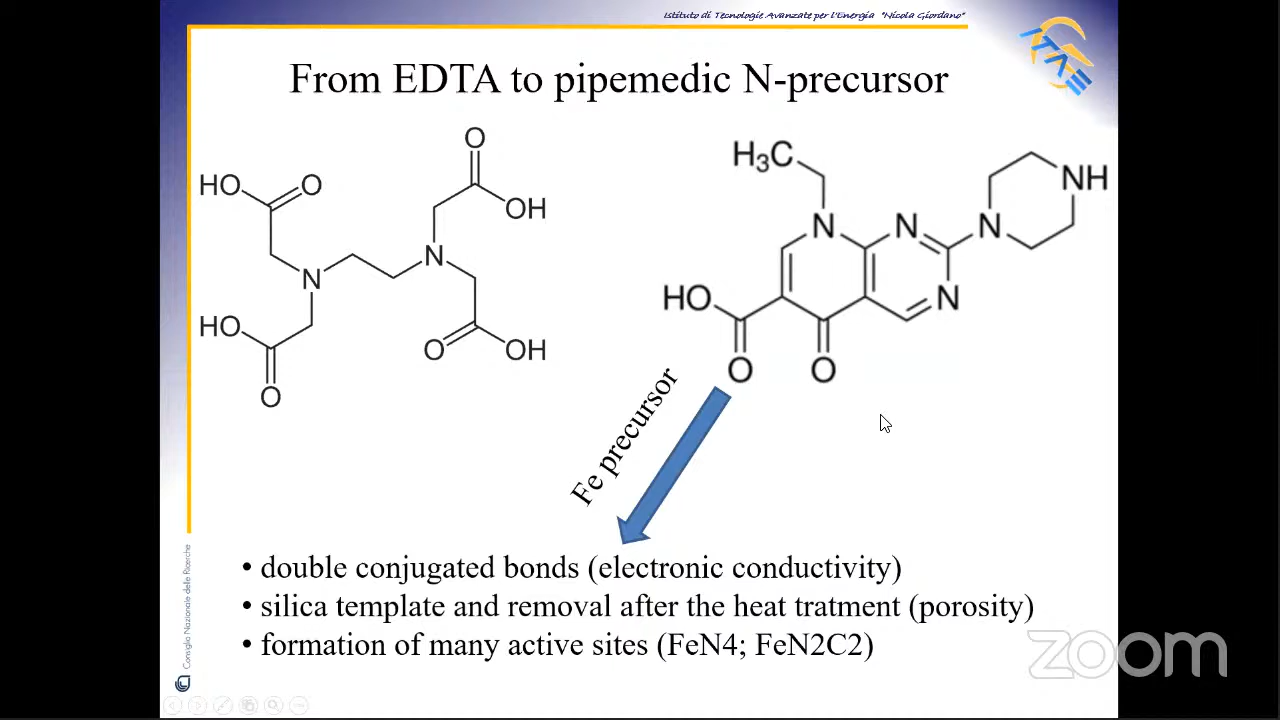 Istituto di Tecnologie Avanzate per l'Energia "Nicola Giordano"
ITAE
From EDTA to pipemedic N-precursor
O
HO
O
OH
N
N
HO
O
OH
O
H₃C
NH
N
N
N
HO
N
O
O
Fe precursor
• double conjugated bonds (electronic conductivity)
• silica template and removal after the heat tratment (porosity)
• formation of many active sites (FeN4; FeN2C2)
Consiglio Nazionale delle Ricerche
zoom